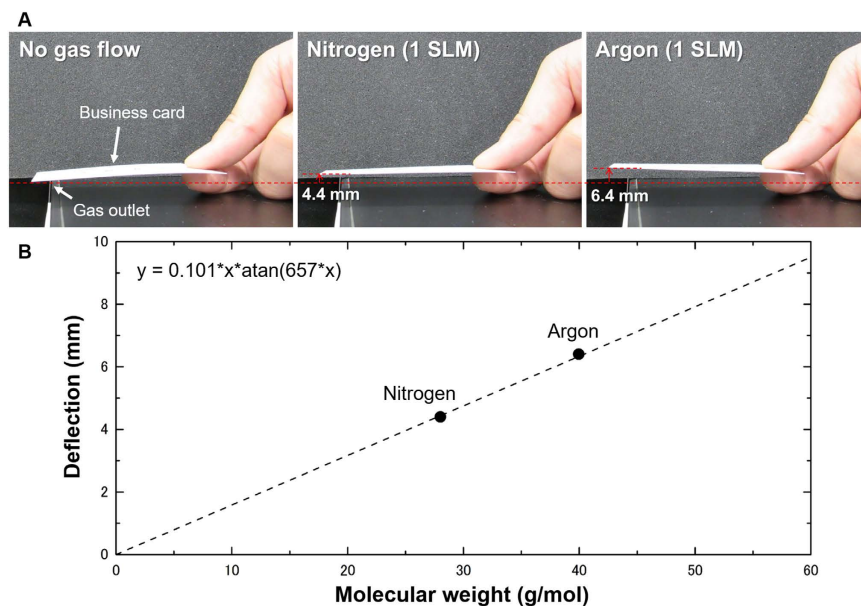 A
No gas flow
Nitrogen (1 SLM)
Argon (1 SLM)
Business card
Gas outlet
4.4 mm
6.4 mm
B
y = 0.101*x*atan(657*x)
10
8
6
4
2
0
Deflection (mm)
Nitrogen
Argon
0 10 20 30 40 50 60
Molecular weight (g/mol)